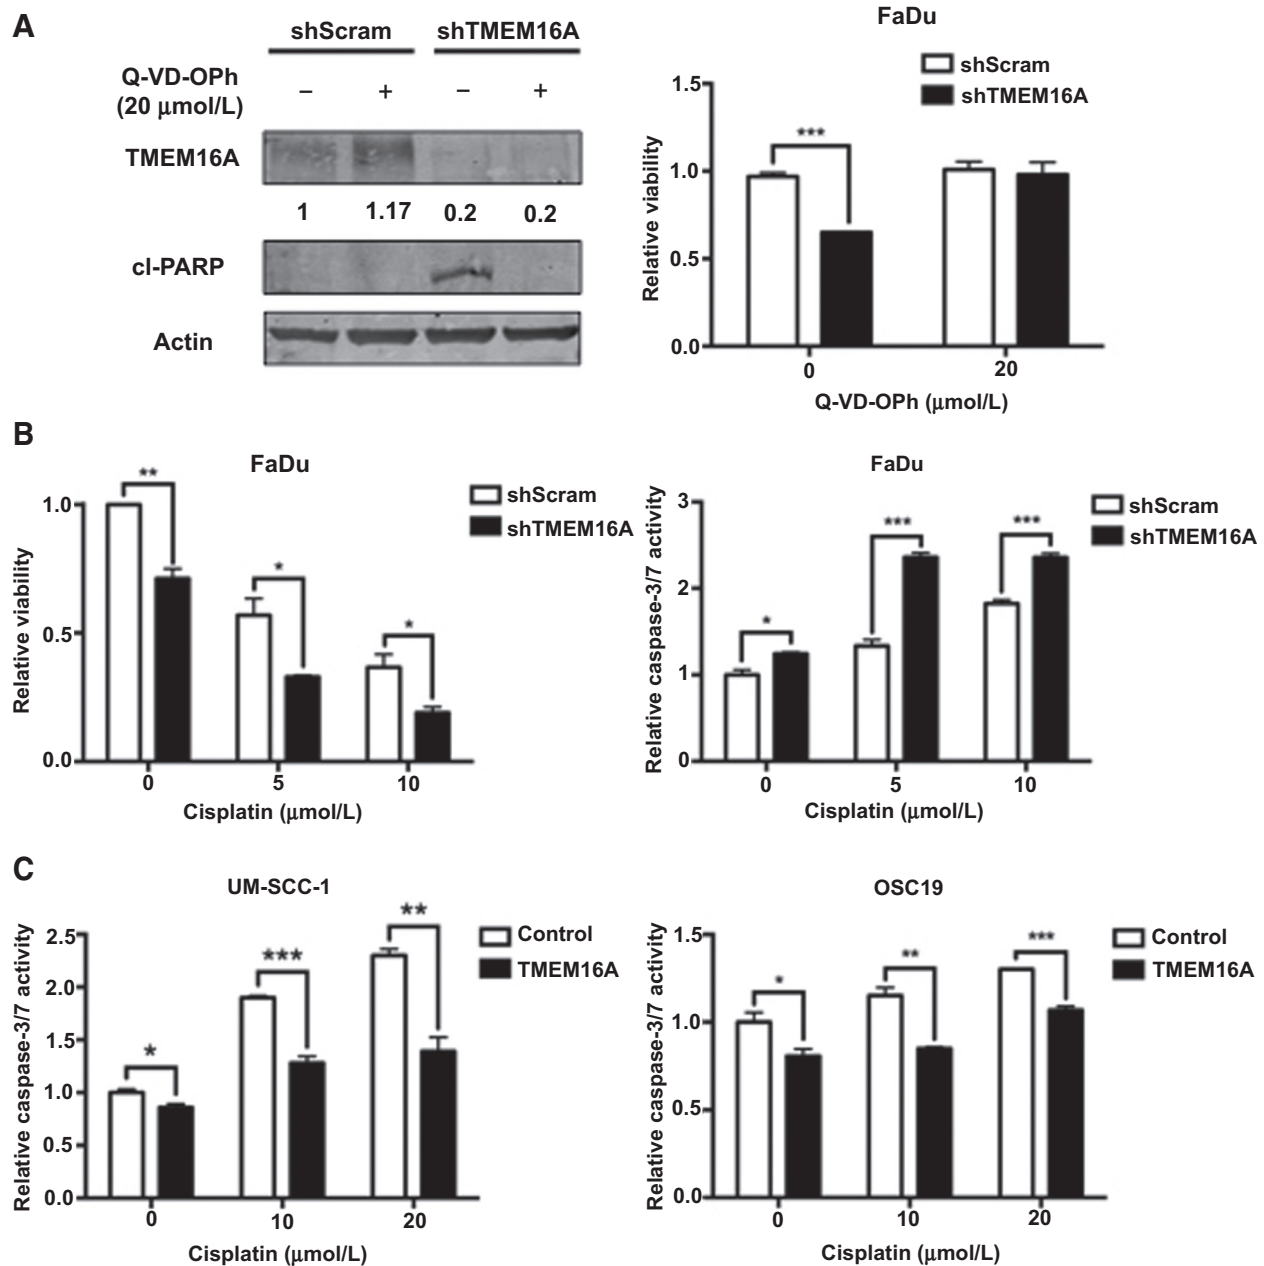 A
shScram shTMEM16A
Q-VD-OPh
(20 μmol/L)
− + − +
TMEM16A
1 1.17 0.2 0.2
cl-PARP
Actin
FaDu
shScram
shTMEM16A
Relative viability
1.5
1.0
0.5
0.0
***
0 20
Q-VD-OPh (μmol/L)
B
FaDu
shScram
shTMEM16A
Relative viability
1.0
0.5
0.0
**
*
*
0 5 10
Cisplatin (μmol/L)
FaDu
shScram
shTMEM16A
Relative caspase-3/7 activity
3
2
1
0
*
***
***
0 5 10
Cisplatin (μmol/L)
C
UM-SCC-1
Control
TMEM16A
Relative caspase-3/7 activity
2.5
2.0
1.5
1.0
0.5
0.0
*
***
**
0 10 20
Cisplatin (μmol/L)
OSC19
Control
TMEM16A
Relative caspase-3/7 activity
1.5
1.0
0.5
0.0
*
**
***
0 10 20
Cisplatin (μmol/L)